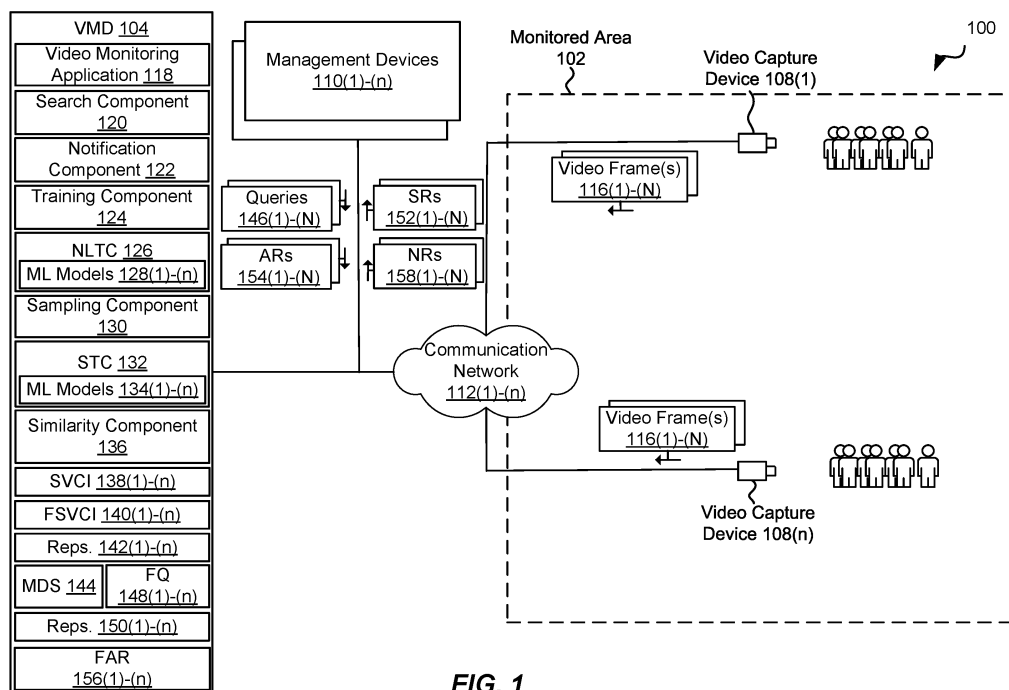 VMD 104
Video Monitoring
Application 118
Search Component
120
Notification
Component 122
Training Component
124
NLTC 126
ML Models 128(1)-(n)
Sampling Component
130
STC 132
ML Models 134(1)-(n)
Similarity Component
136
SVCI 138(1)-(n)
FSVCI 140(1)-(n)
Reps. 142(1)-(n)
MDS 144
FQ
148(1)-(n)
Reps. 150(1)-(n)
FAR
156(1)-(n)
Management Devices
110(1)-(n)
Queries
146(1)-(N)
SRs
152(1)-(N)
ARs
154(1)-(N)
NRs
158(1)-(N)
Communication
Network
112(1)-(n)
Monitored Area
102
Video Capture
Device 108(1)
100
Video Frame(s)
116(1)-(N)
Video Frame(s)
116(1)-(N)
Video Capture
Device 108(n)
FIG. 1